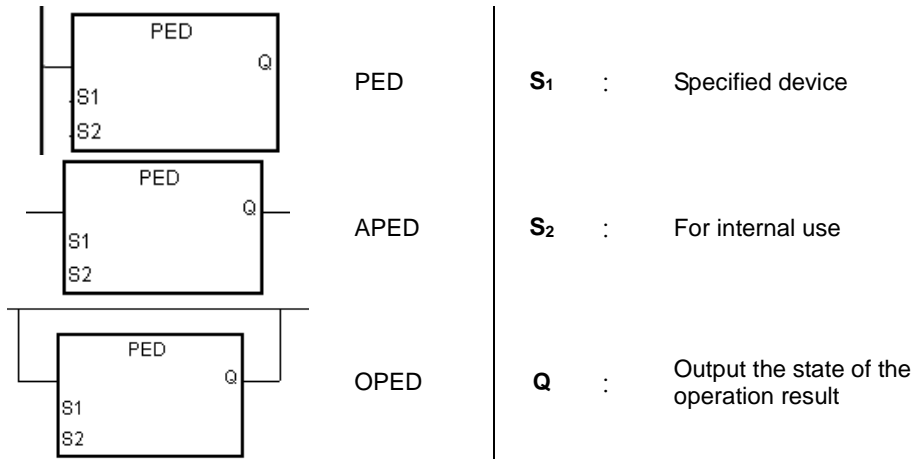 PED
Q
S1
S2
PED
S₁ : Specified device
PED
Q
S1
S2
APED
S₂ : For internal use
PED
Q
S1
S2
OPED
Q : Output the state of the
operation result